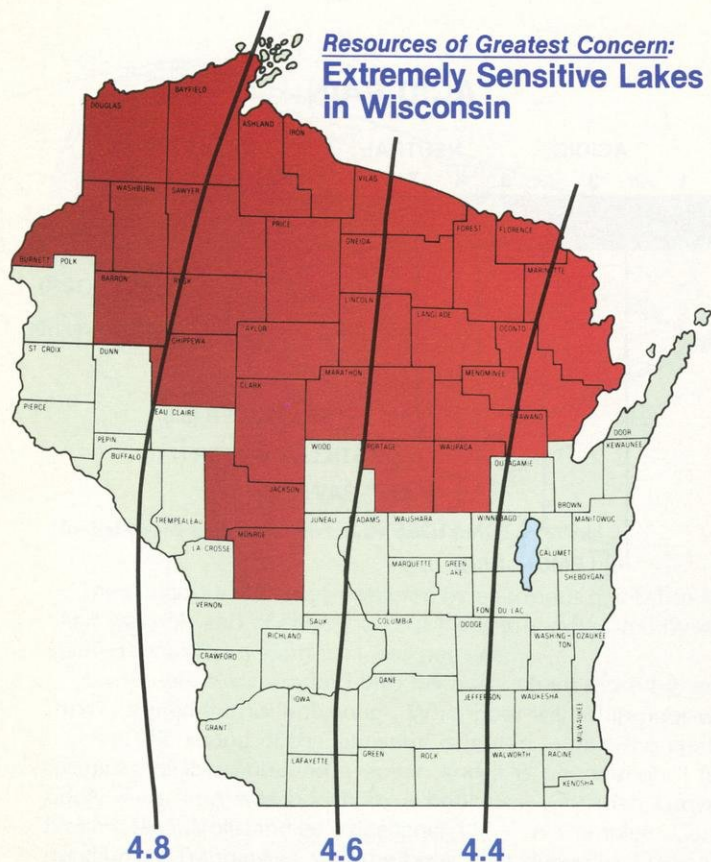 Resources of Greatest Concern:
Extremely Sensitive Lakes
in Wisconsin
DOUGLAS
BAYFIELD
ASHLAND
IRON
VILAS
WASHBURN
SAWYER
PRICE
ONEIDA
FOREST
FLORENCE
MARINETTE
BURNETT
POLK
BARRON
RUSK
LINCOLN
LANGLADE
OCONTO
ST CROIX
DUNN
CHIPPEWA
TAYLOR
MENOMINEE
PIERCE
EAU CLAIRE
CLARK
MARATHON
SHAWANO
PEPIN
BUFFALO
WOOD
PORTAGE
WAUPACA
OUTAGAMIE
DOOR
KEWAUNEE
BROWN
TREMPEALEAU
JACKSON
JUNEAU
ADAMS
WAUSHARA
WINNEBAGO
MANITOWOC
CALUMET
LA CROSSE
MONROE
MARQUETTE
GREEN
LAKE
SHEBOYGAN
FOND DU LAC
VERNON
SAUK
COLUMBIA
DODGE
WASHING-
TON
OZAUKEE
RICHLAND
CRAWFORD
DANE
IOWA
JEFFERSON
WAUKESHA
MILWAUKEE
GRANT
LAFAYETTE
GREEN
ROCK
WALWORTH
RACINE
KENOSHA
4.8
4.6
4.4